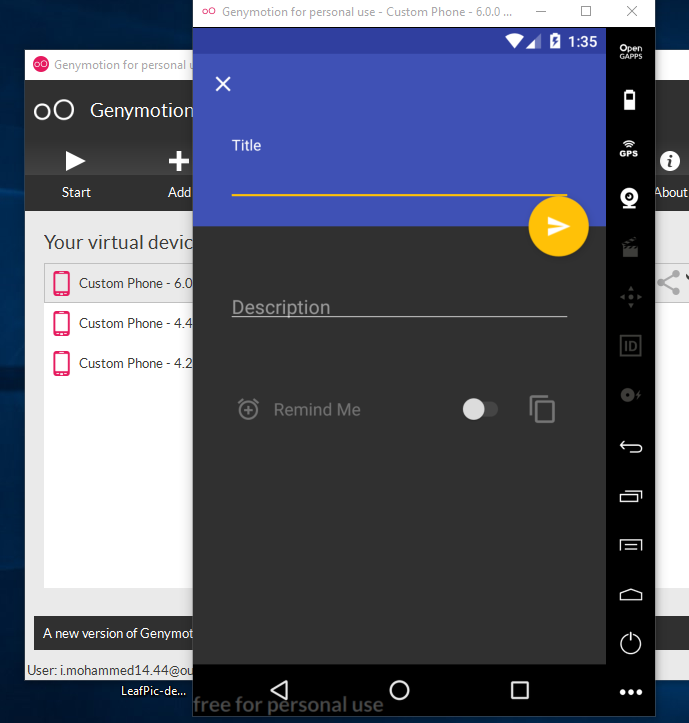 Genymotion for personal use - Custom Phone - 6.0.0 ...
Genymotion for personal u
Genymotion
Start
Add
About
Your virtual devic
Custom Phone - 6.0
Custom Phone - 4.4
Custom Phone - 4.2
A new version of Genymot
User: i.mohammed14.44@ou
LeafPic-de...
1:35
Title
Description
Remind Me
free for personal use
Open
GAPPS
GPS
ID